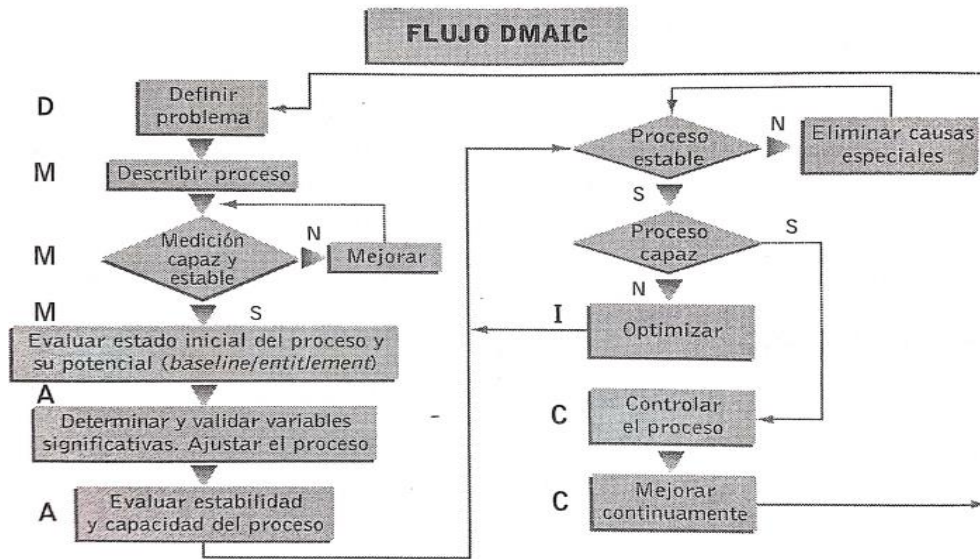 FLUJO DMAIC
D
Definir
problema
M
Describir proceso
M
Medición
capaz y
estable
N
Mejorar
M
S
Evaluar estado inicial del proceso y
su potencial (baseline/entitlement)
A
Determinar y validar variables
significativas. Ajustar el proceso
A
Evaluar estabilidad
y capacidad del proceso
Proceso
estable
N
Eliminar causas
especiales
S
Proceso
capaz
S
N
I
Optimizar
C
Controlar
el proceso
C
Mejorar
continuamente